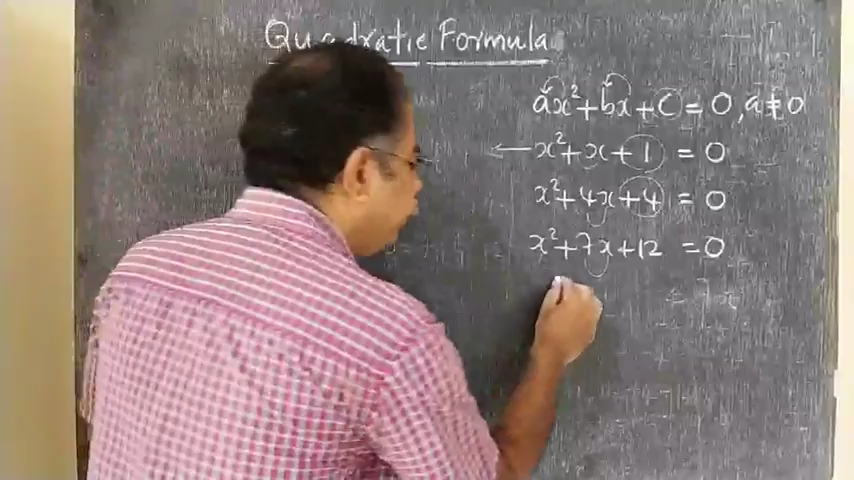 Quadratic Formula
ax²+bx+c = 0, a≠0
x²+x+1 = 0
x²+4x+4 = 0
x²+7x+12 = 0